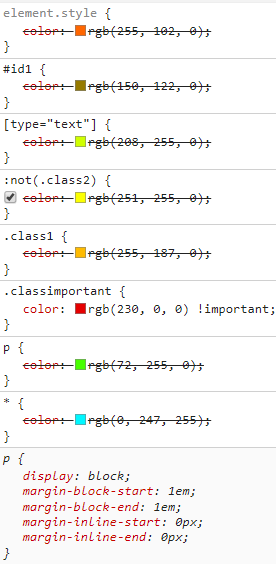 element.style {
color: rgb(255, 102, 0);
}
#id1 {
color: rgb(150, 122, 0);
}
[type="text"] {
color: rgb(208, 255, 0);
}
:not(.class2) {
color: rgb(251, 255, 0);
}
.class1 {
color: rgb(255, 187, 0);
}
.classimportant {
color: rgb(230, 0, 0) !important;
}
p {
color: rgb(72, 255, 0);
}
* {
color: rgb(0, 247, 255);
}
p {
display: block;
margin-block-start: 1em;
margin-block-end: 1em;
margin-inline-start: 0px;
margin-inline-end: 0px;
}